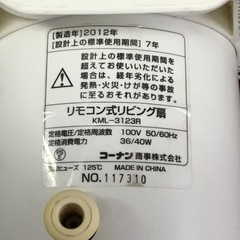 【製造年】2012年
【設計上の標準使用期間】7年
設計上の標準使用期間を
超えてお使いいただいた
場合は、経年劣化による
発熱・火災・けが等の
事故に至るおそれがあり
ます。
リモコン式リビング扇
KML-3123R
定格電圧/定格周波数 100V 50/60Hz
定格消費電力 36/40W
コーナン商事株式会社
ヒューズ 125℃ MADE IN CHINA
NO.117310